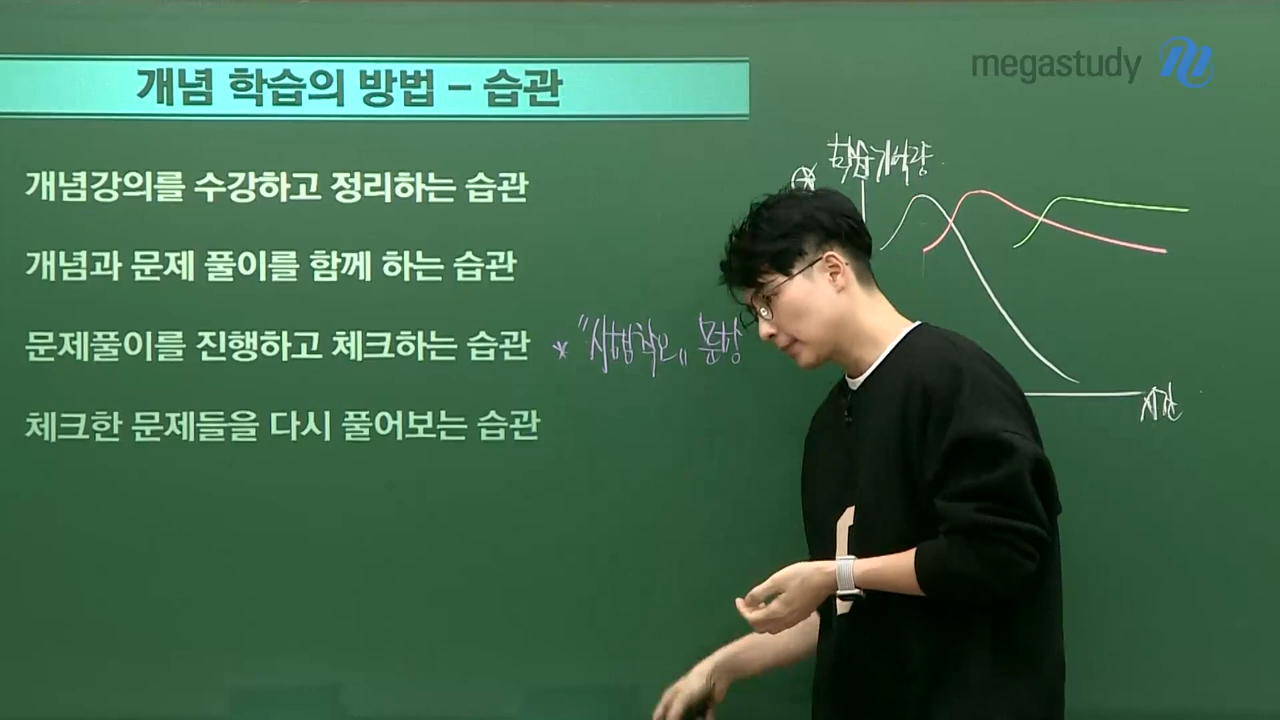 megastudy
개념 학습의 방법 – 습관
개념강의를 수강하고 정리하는 습관
개념과 문제 풀이를 함께 하는 습관
문제풀이를 진행하고 체크하는 습관
* "시행착오" 문항
체크한 문제들을 다시 풀어보는 습관
학습기억량
시간